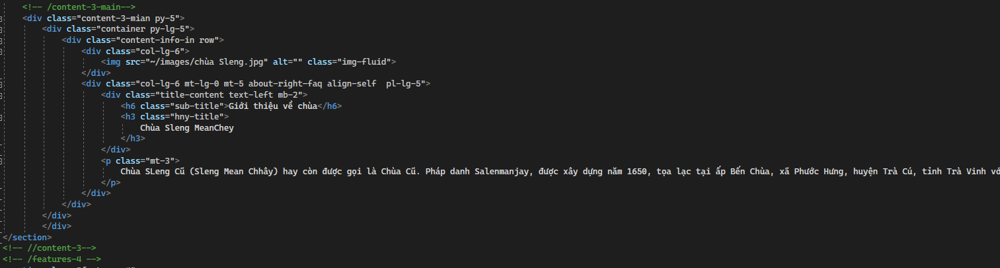 <!-- /content-3-main-->
<div class="content-3-mian py-5">
<div class="container py-lg-5">
<div class="content-info-in row">
<div class="col-lg-6">
<img src="~/images/chùa Sleng.jpg" alt="" class="img-fluid">
</div>
<div class="col-lg-6 mt-lg-0 mt-5 about-right-faq align-self  pl-lg-5">
<div class="title-content text-left mb-2">
<h6 class="sub-title">Giới thiệu về chùa</h6>
<h3 class="hny-title">
Chùa Sleng MeanChey
</h3>
</div>
<p class="mt-3">
Chùa SLeng Cũ (Sleng Mean Chhây) hay còn được gọi là Chùa Cũ. Pháp danh Salenmanjay, được xây dựng năm 1650, tọa lạc tại ấp Bến Chùa, xã Phước Hưng, huyện Trà Cú, tỉnh Trà Vinh
</p>
</div>
</div>
</div>
</div>
</section>
<!-- //content-3-->
<!-- /features-4 -->